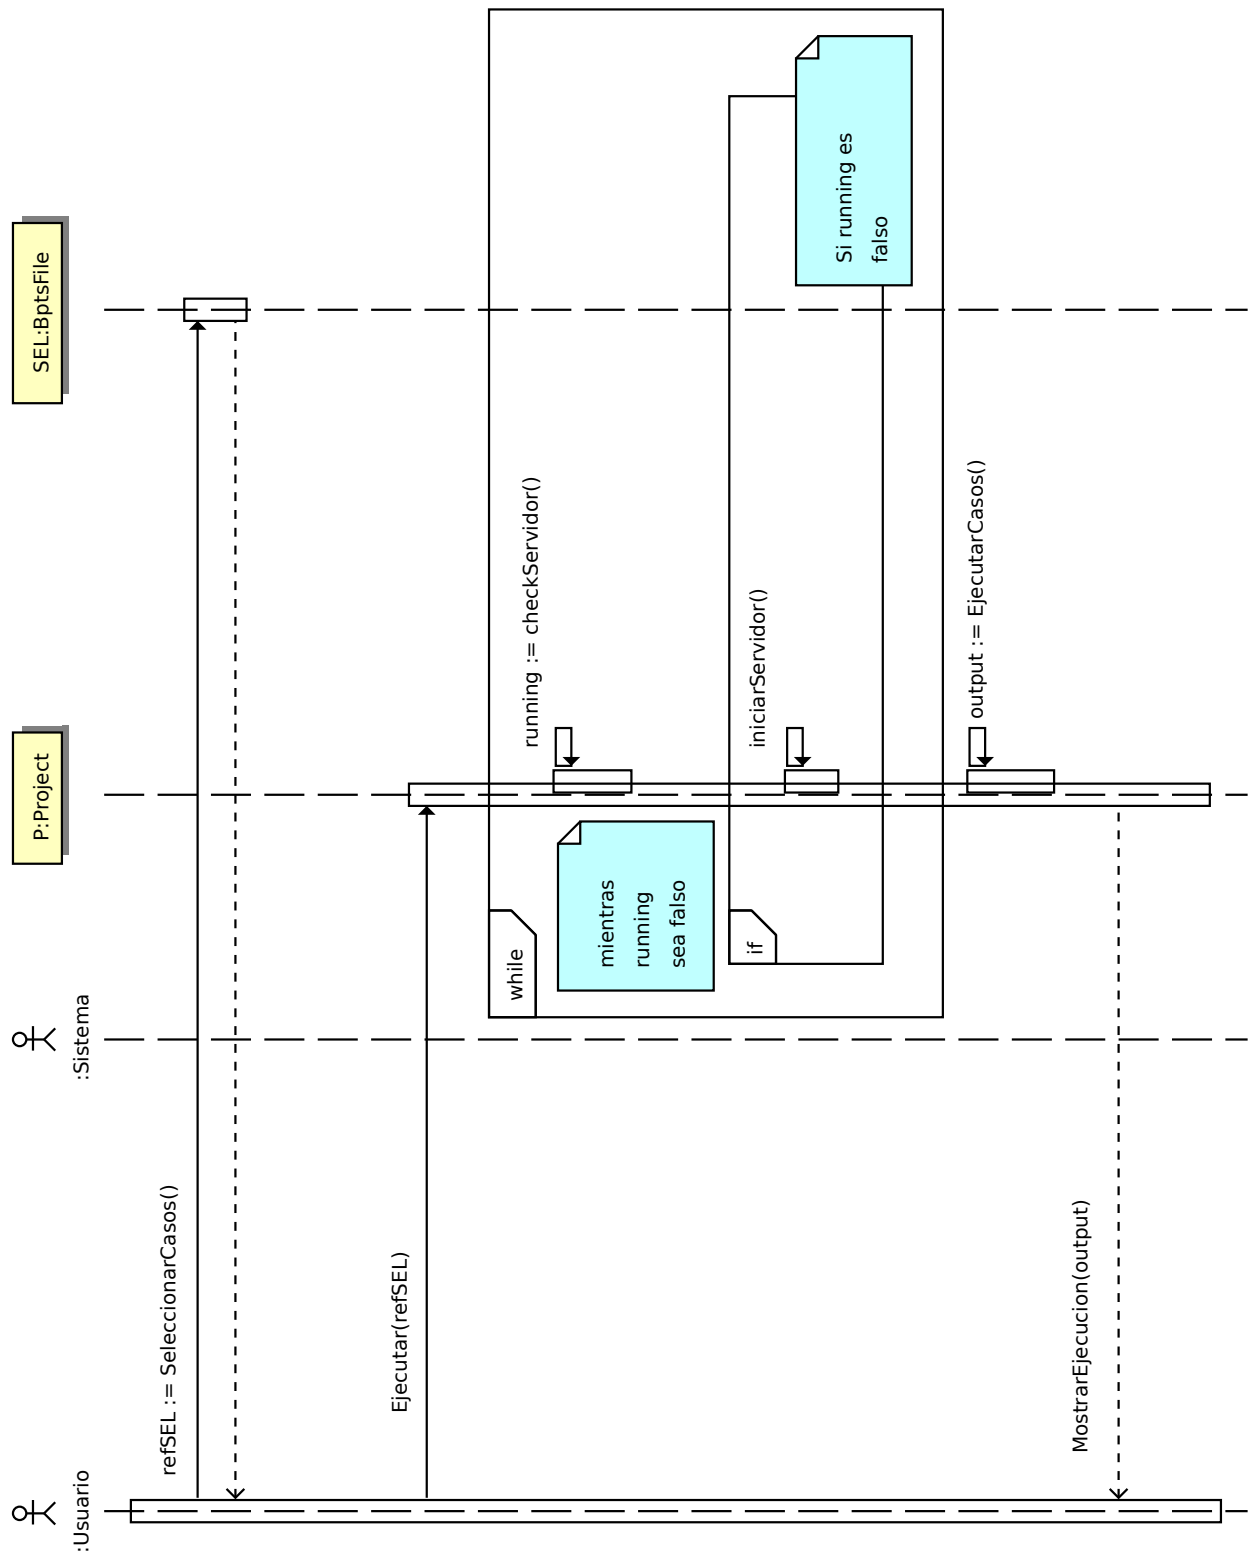 :Usuario
:Sistema
P:Project
SEL:BptsFile
refSEL := SeleccionarCasos()
Ejecutar(refSEL)
while
running := checkServidor()
mientras
running
sea falso
if
iniciarServidor()
Si running es
falso
output := EjecutarCasos()
MostrarEjecucion(output)